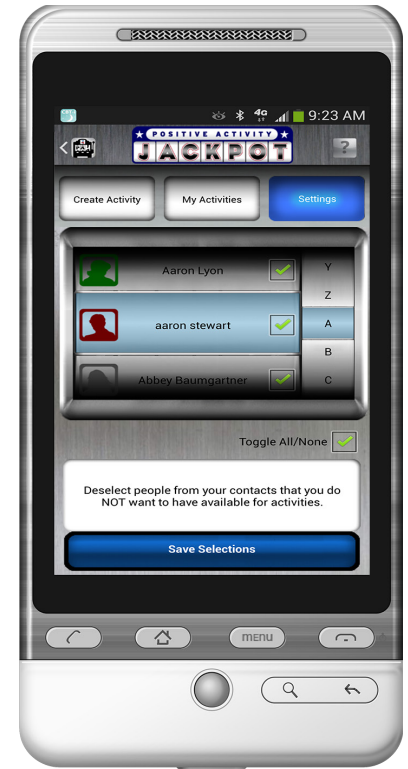 4G
9:23 AM
POSITIVE ACTIVITY
JACKPOT
?
Create Activity
My Activities
Settings
Aaron Lyon
Y
Z
aaron stewart
A
B
Abbey Baumgartner
C
Toggle All/None
Deselect people from your contacts that you do
NOT want to have available for activities.
Save Selections
MENU